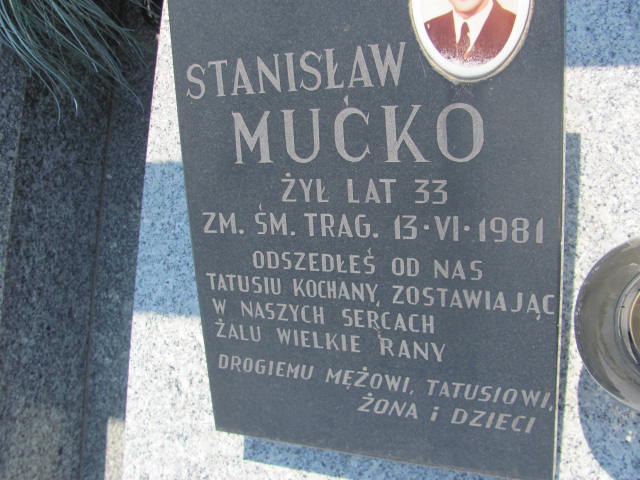 STANISŁAW
MUĆKO
ŻYŁ LAT 33
ZM. ŚM. TRAG. 13·VI·1981
ODSZEDŁEŚ OD NAS
TATUSIU KOCHANY, ZOSTAWIAJĄC
W NASZYCH SERCACH
ŻALU WIELKIE RANY
DROGIEMU MĘŻOWI, TATUSIOWI,
ŻONA i DZIECI